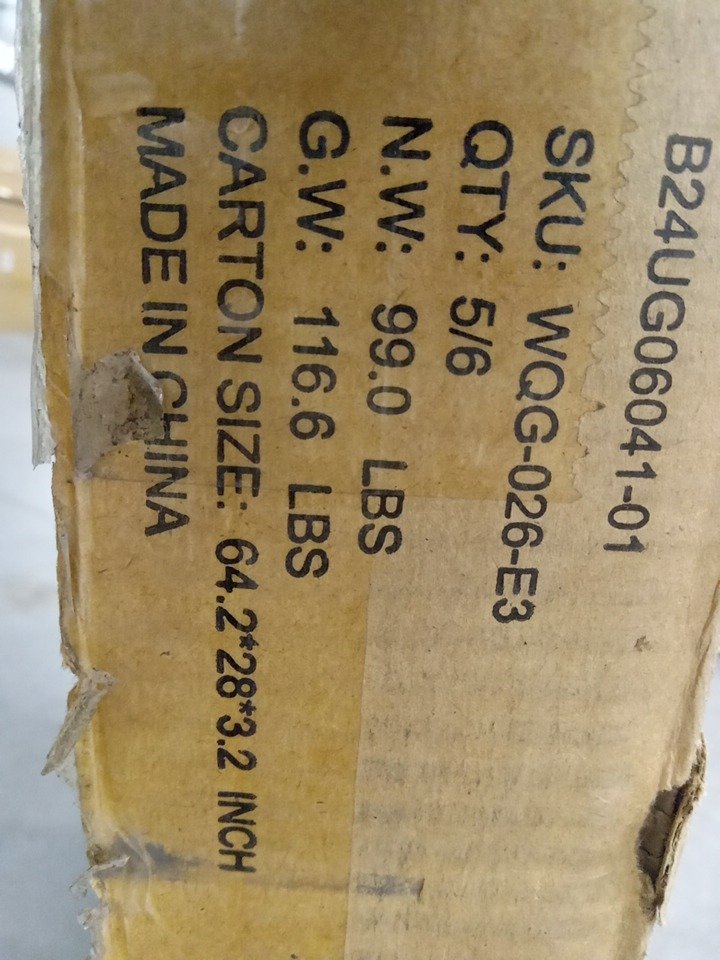 B24UG06041-01
SKU: WQG-026-E3
QTY: 5/6
N.W: 99.0 LBS
G.W: 116.6 LBS
CARTON SIZE: 64.2*28*3.2 INCH
MADE IN CHINA